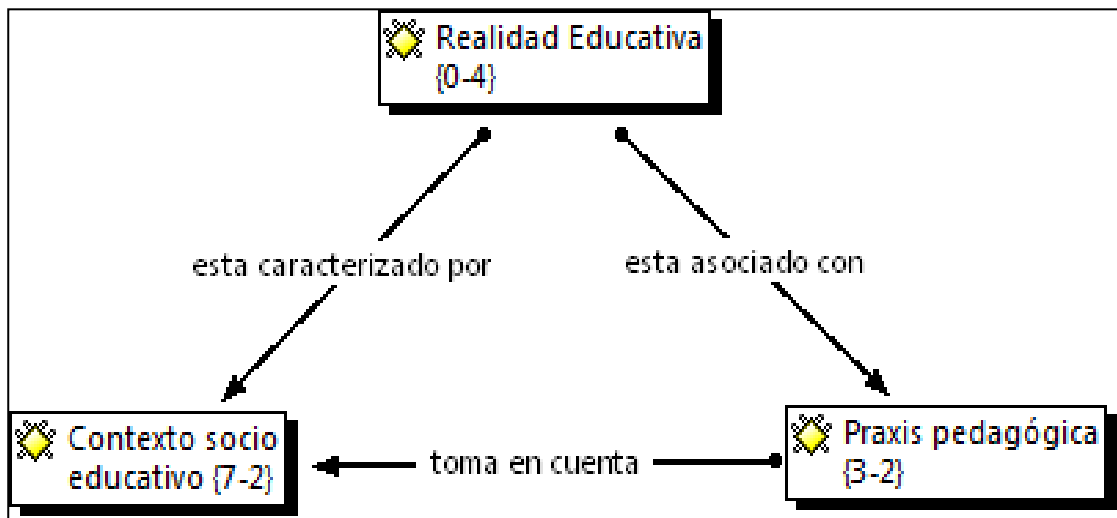 Realidad Educativa
{0-4}
esta caracterizado por
esta asociado con
Contexto socio
educativo {7-2}
toma en cuenta
Praxis pedagógica
{3-2}